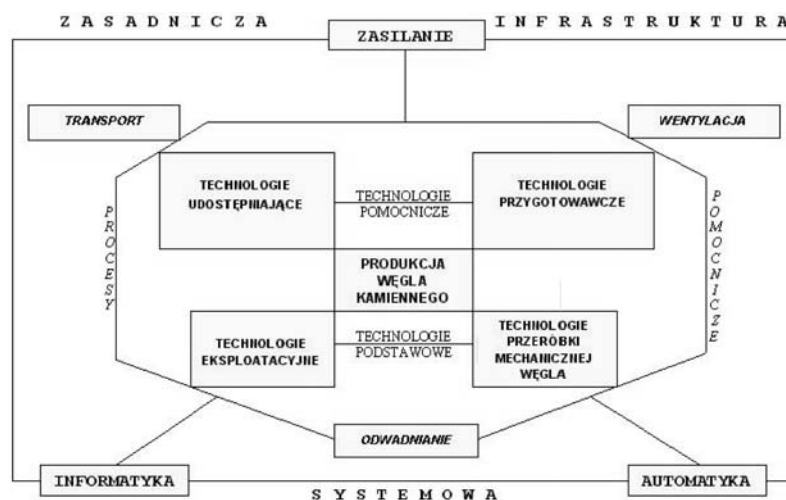 ZASADNICZA INFRASTRUKTURA
ZASILANIE
TRANSPORT
WENTYLACJA
TECHNOLOGIE
UDOSTĘPNIAJĄCE
TECHNOLOGIE
POMOCNICZE
TECHNOLOGIE
PRZYGOTOWAWCZE
PROCESY
POMOCNICZE
PRODUKCJA
WĘGLA
KAMIENNEGO
TECHNOLOGIE
EKSPLOATACYJNE
TECHNOLOGIE
PODSTAWOWE
TECHNOLOGIE
PRZERÓBKI
MECHANICZNEJ
WĘGLA
ODWADNIANIE
INFORMATYKA
AUTOMATYKA
SYSTEMOWA